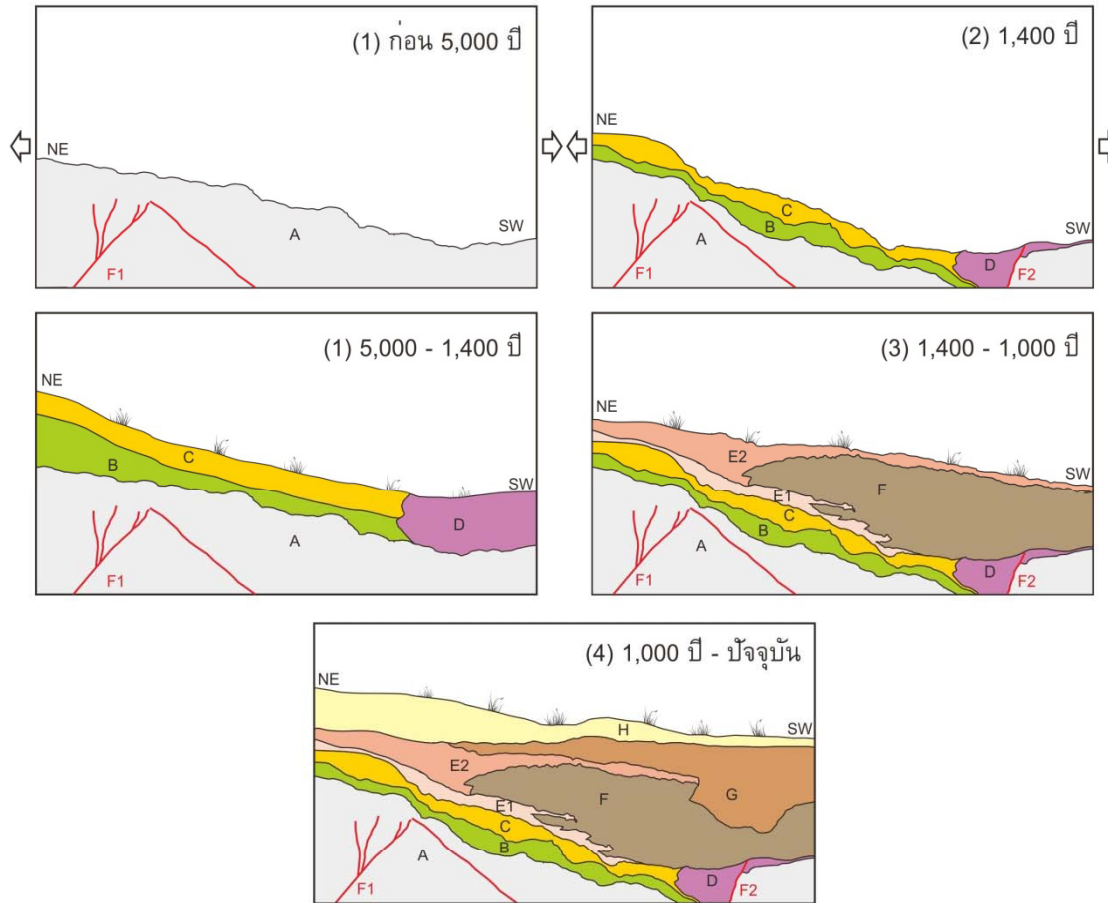 (1) ก่อน 5,000 ปี
NE
SW
A
F1
(2) 1,400 ปี
NE
C
B
A
SW
D
F1
F2
(1) 5,000 - 1,400 ปี
NE
C
B
SW
D
A
F1
(3) 1,400 - 1,000 ปี
NE
E2
SW
F
E1
C
B
A
D
F1
F2
(4) 1,000 ปี - ปัจจุบัน
NE
H
SW
E2
G
F
E1
C
B
A
D
F1
F2